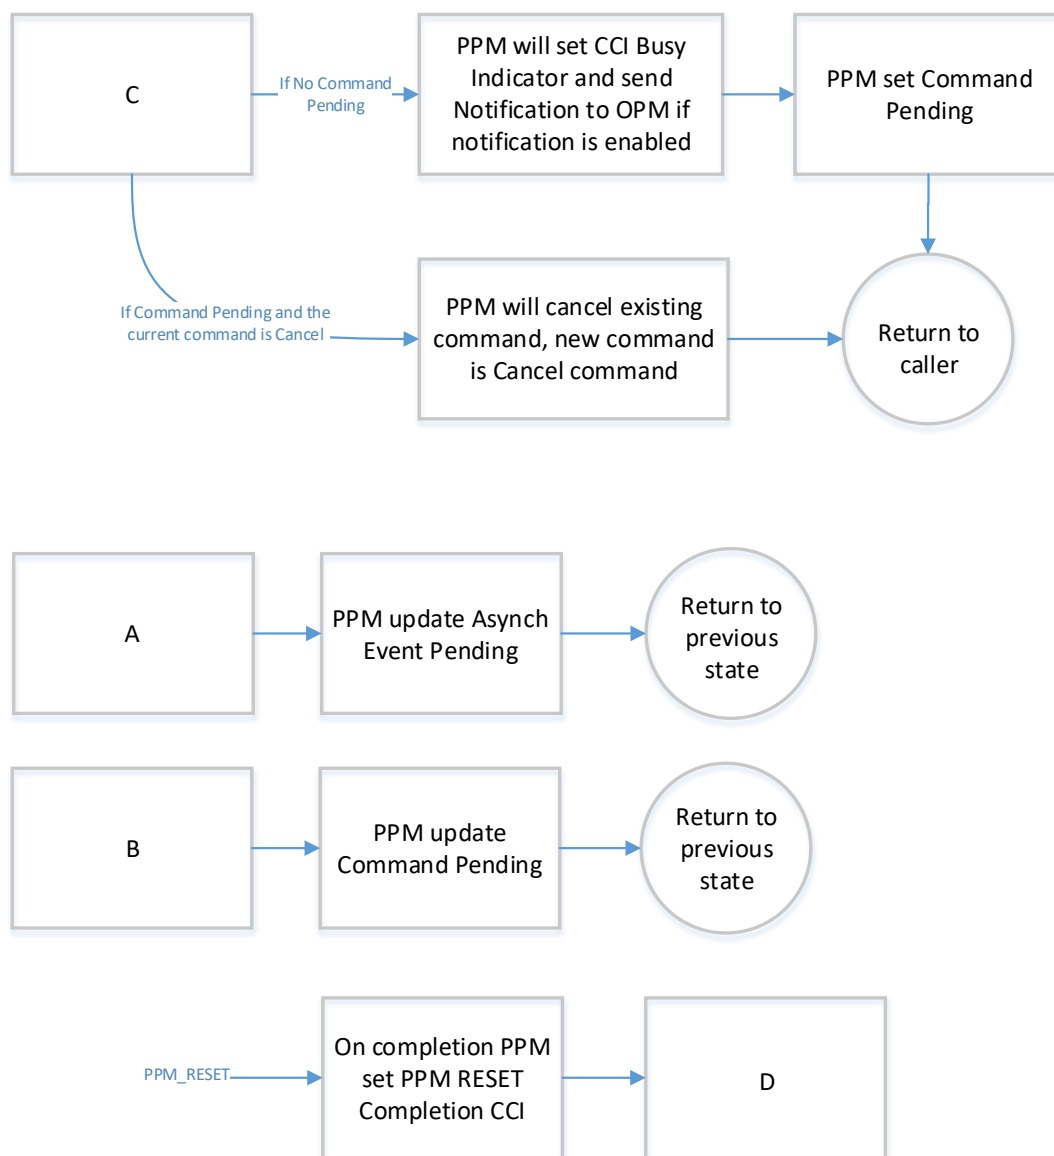 C
If No Command
Pending
PPM will set CCI Busy
Indicator and send
Notification to OPM if
notification is enabled
PPM set Command
Pending
If Command Pending and the
current command is Cancel
PPM will cancel existing
command, new command
is Cancel command
Return to
caller
A
PPM update Asynch
Event Pending
Return to
previous
state
B
PPM update
Command Pending
Return to
previous
state
PPM_RESET
On completion PPM
set PPM RESET
Completion CCI
D